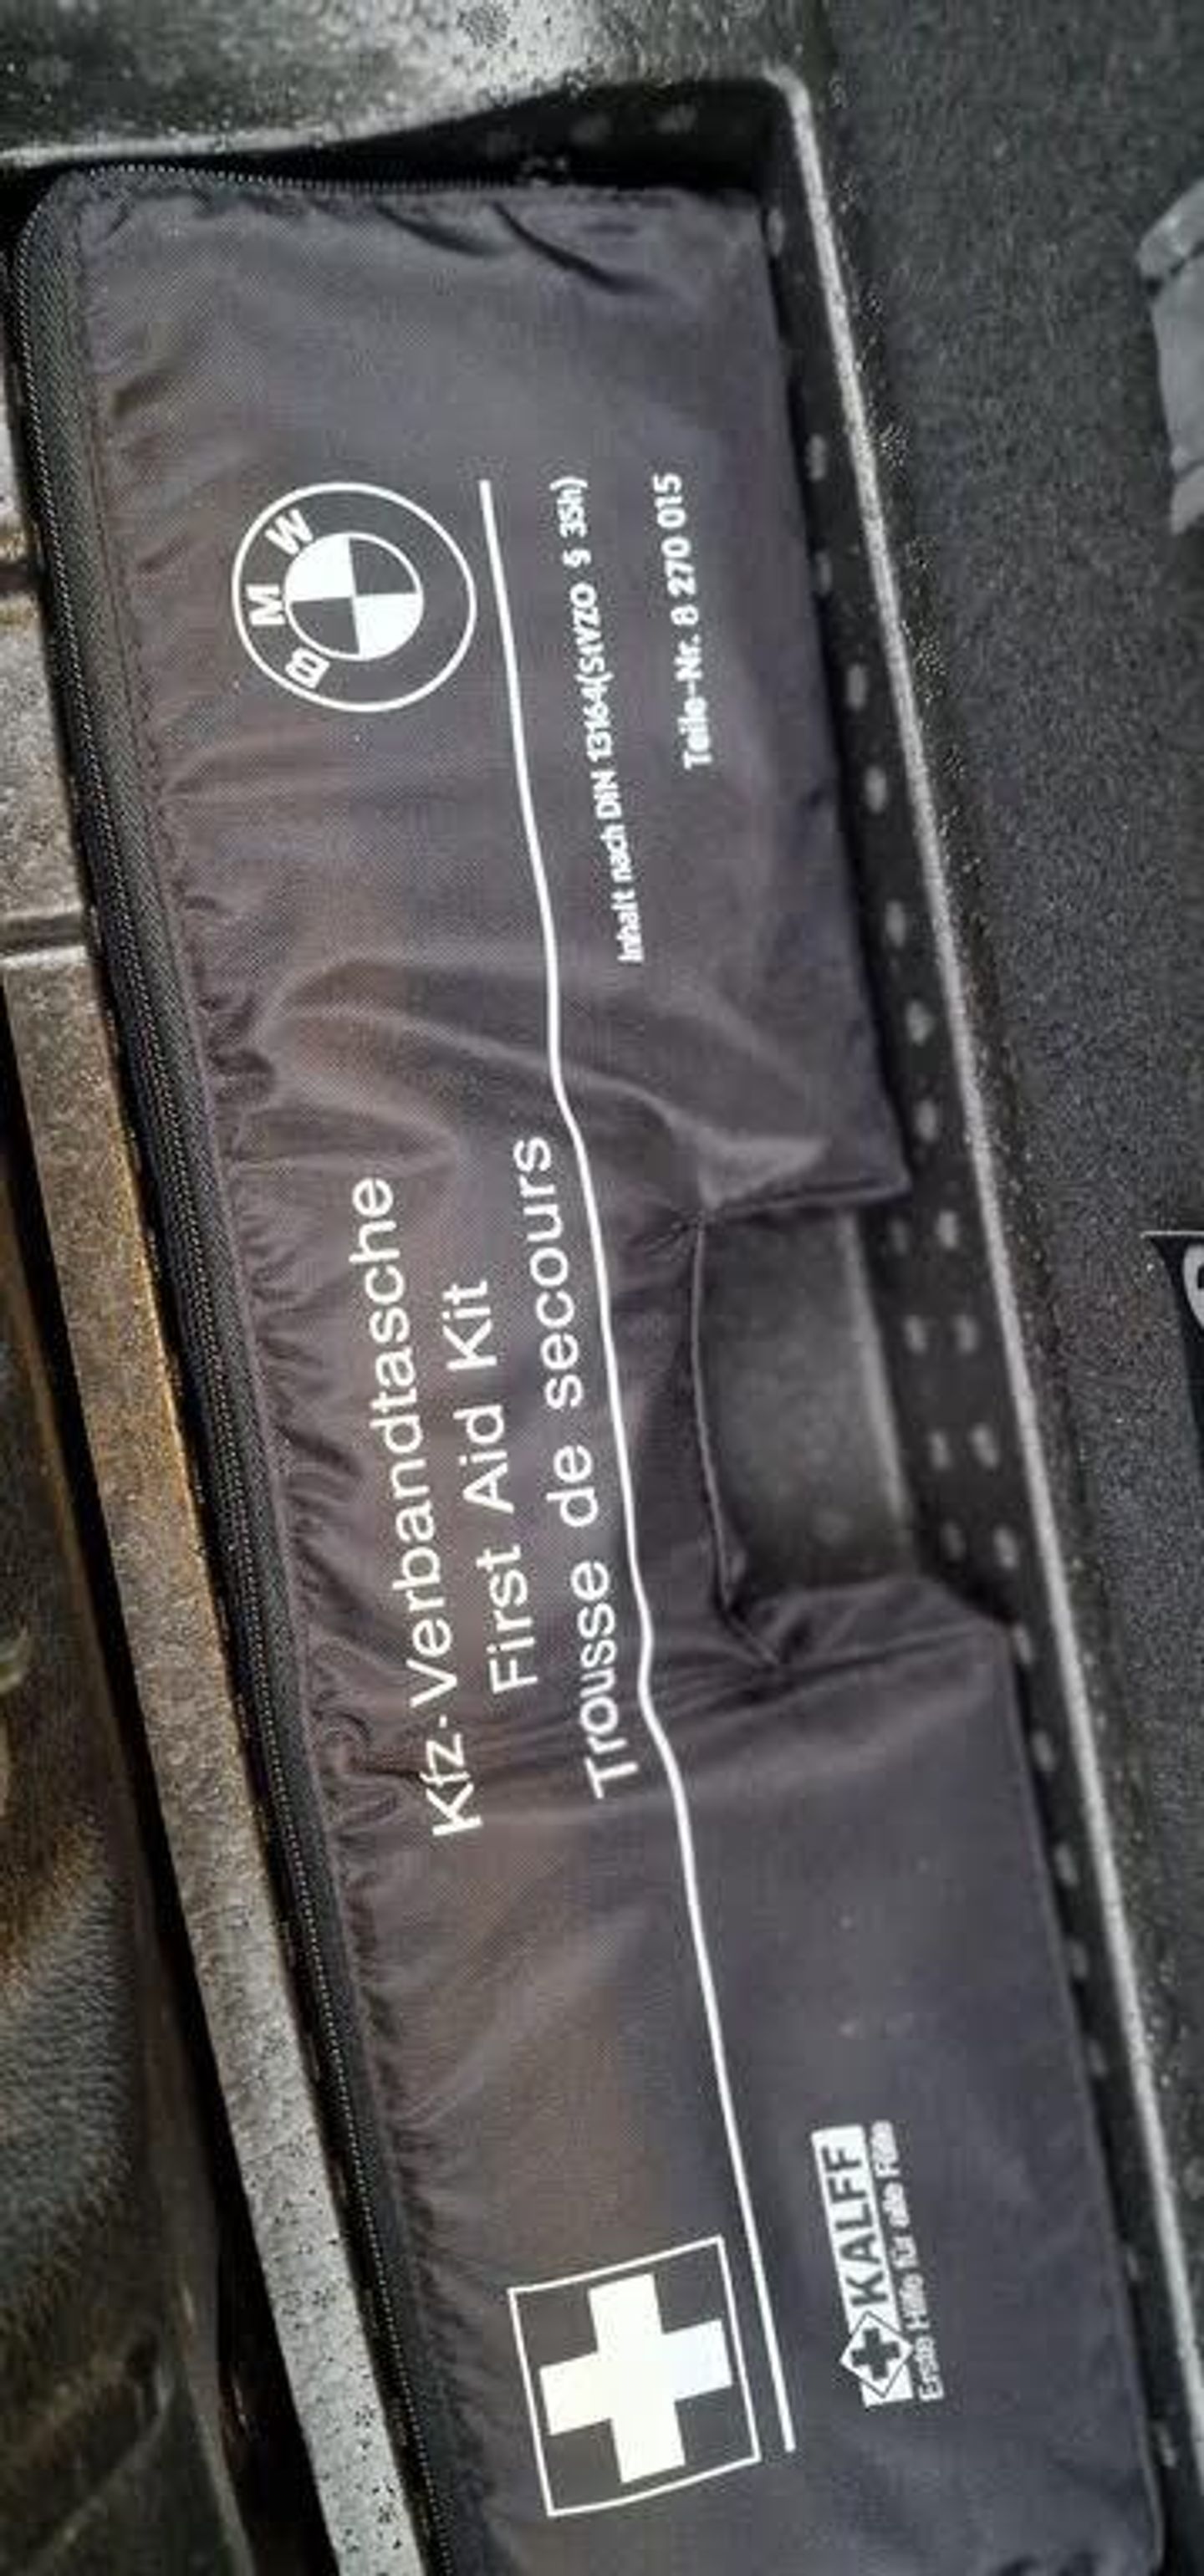 Kfz-Verbandtasche
First Aid Kit
Trousse de secours
BMW
Inhalt nach DIN 13164(StVZO § 35h)
Teile-Nr. 8 270 015
KALFF
Erste Hilfe für alle Fälle